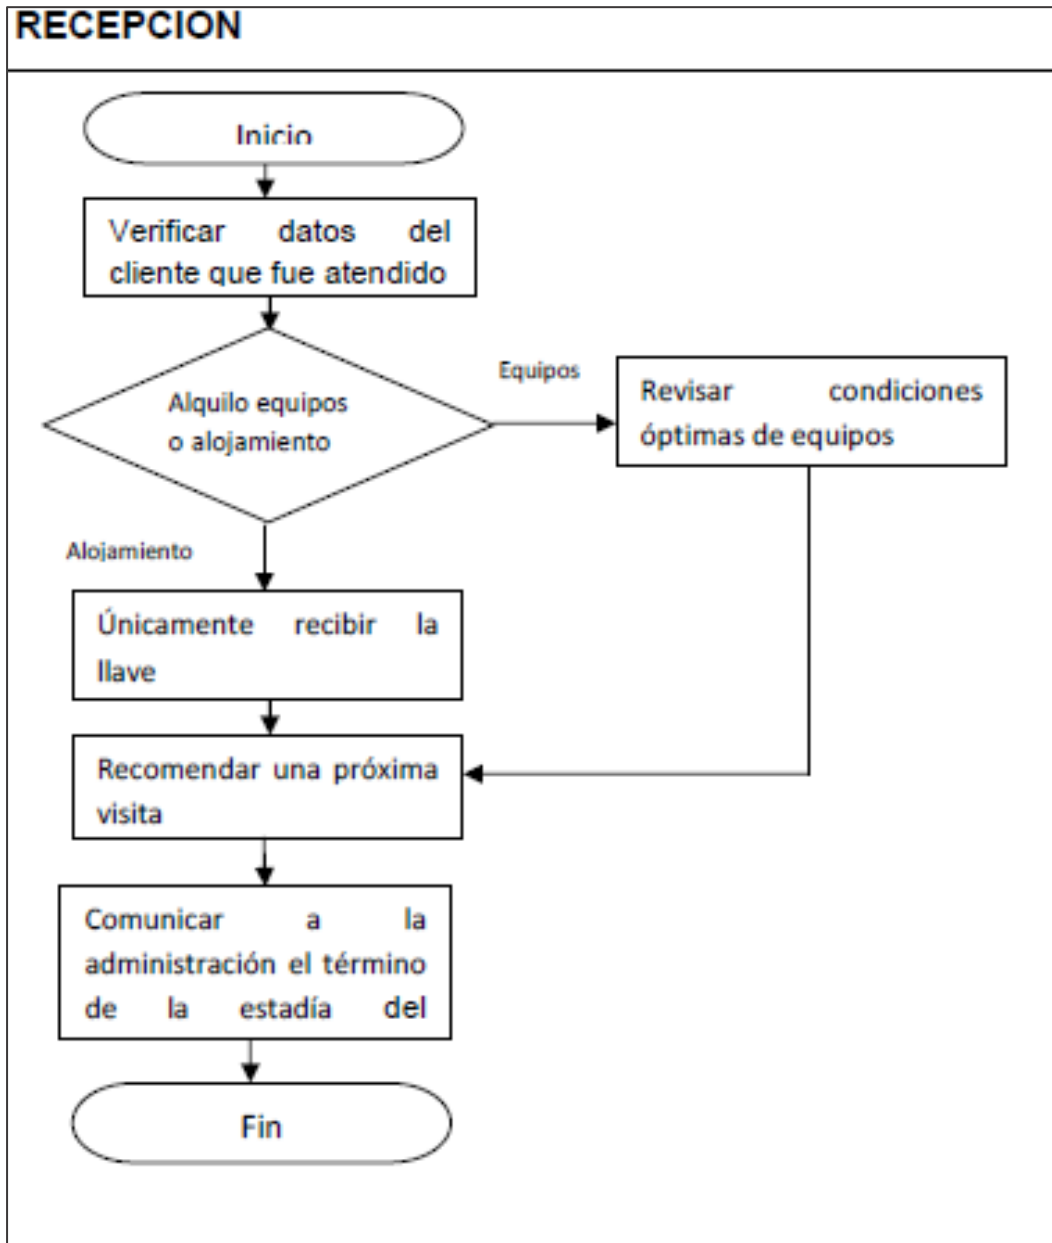 RECEPCION
Inicio
Verificar datos del
cliente que fue atendido
Alquilo equipos
o alojamiento
Equipos
Revisar condiciones
óptimas de equipos
Alojamiento
Únicamente recibir la
llave
Recomendar una próxima
visita
Comunicar a la
administración el término
de la estadía del
Fin